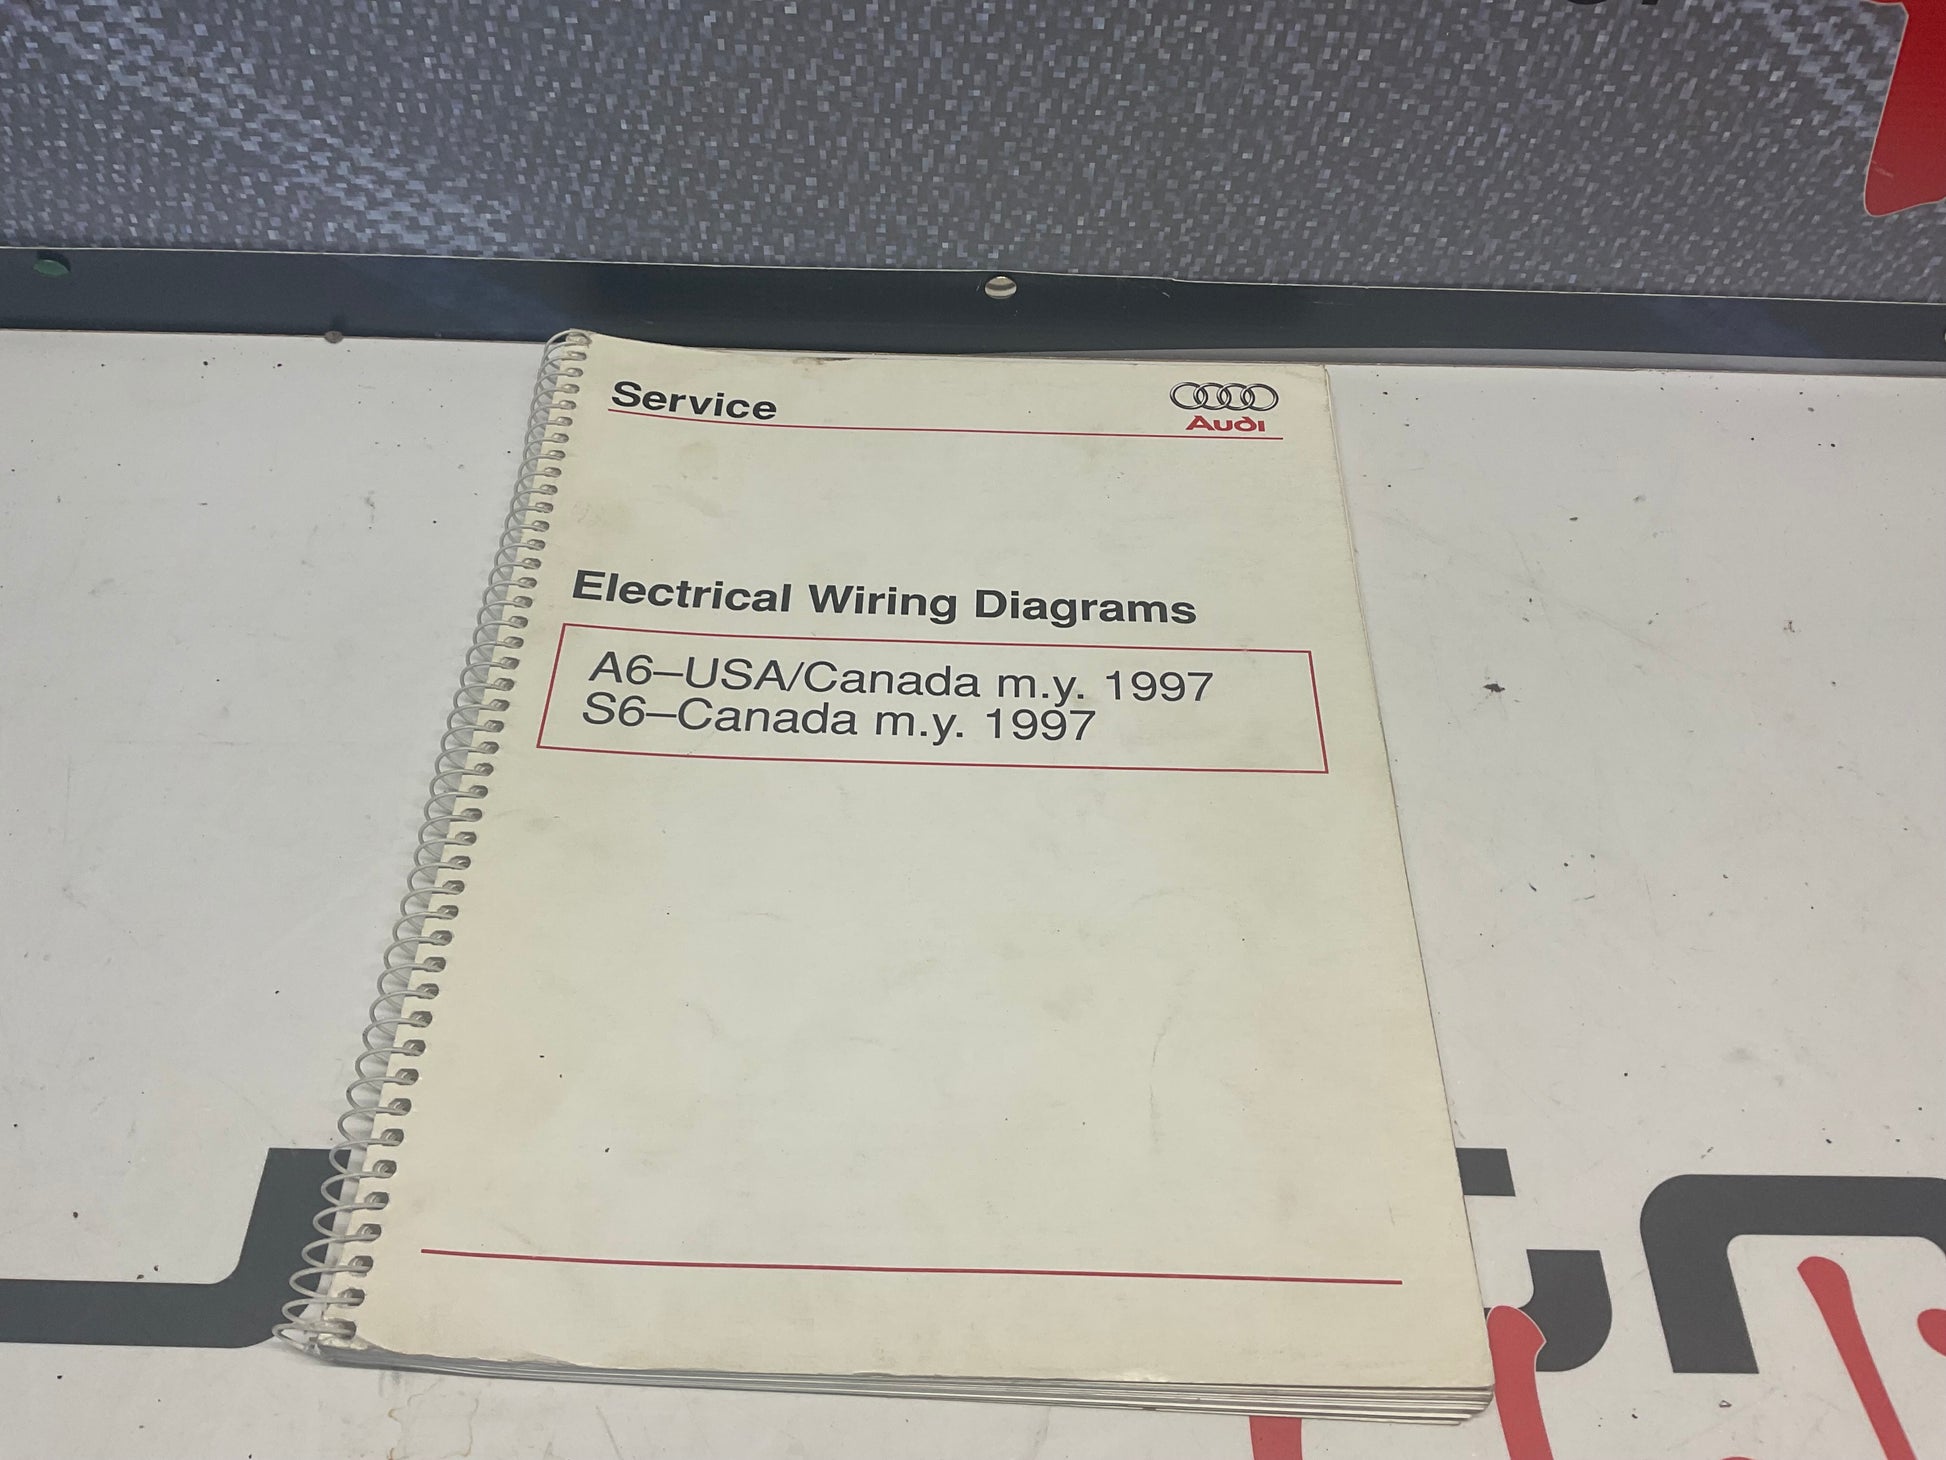 Service
Audi
Electrical Wiring Diagrams
A6–USA/Canada m.y. 1997
S6–Canada m.y. 1997